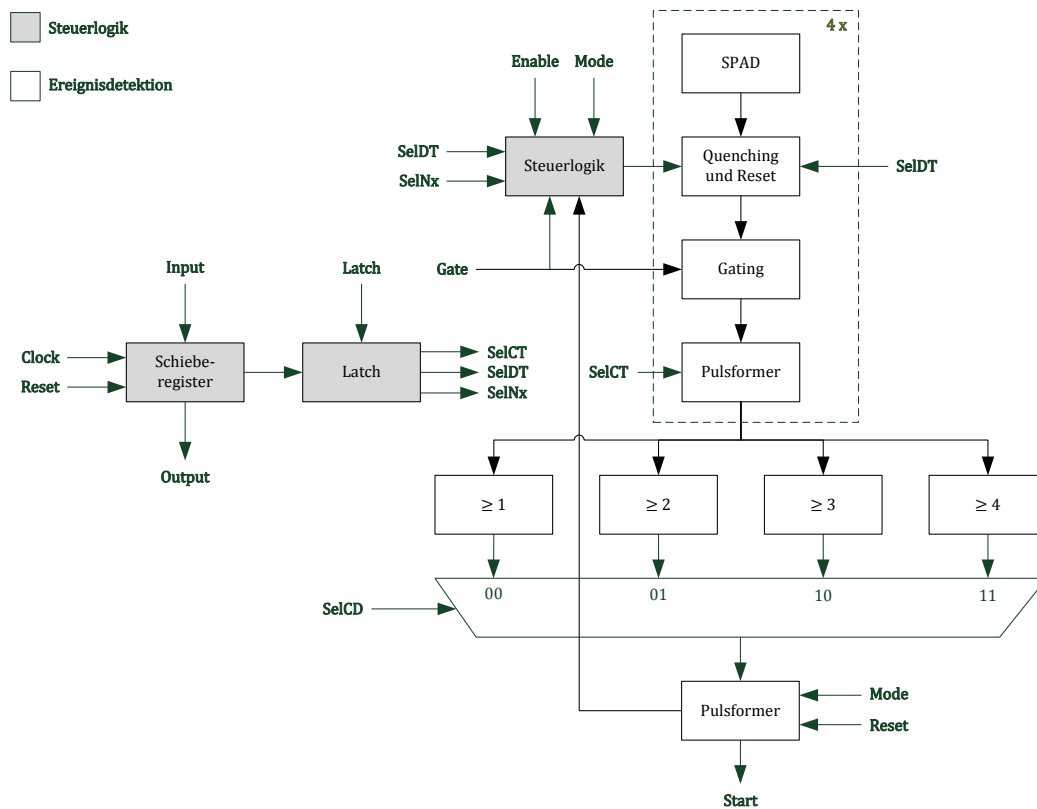 Steuerlogik
Ereignisdetektion
4 x
SPAD
Enable
Mode
SelDT
SelNx
Steuerlogik
Quenching
und Reset
SelDT
Gate
Gating
Input
Latch
Clock
Reset
Schiebe-
register
Latch
SelCT
SelDT
SelNx
SelCT
Pulsformer
Output
≥ 1
≥ 2
≥ 3
≥ 4
00
01
10
11
SelCD
Pulsformer
Mode
Reset
Start